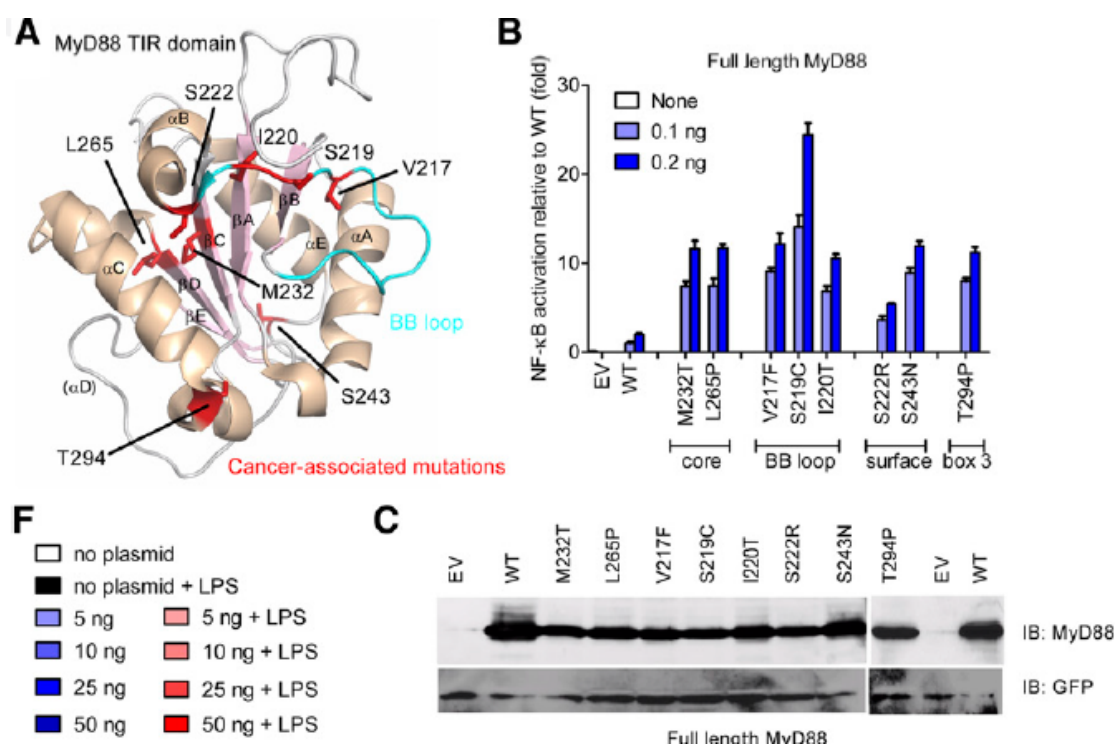 A
MyD88 TIR domain
S222
αB
I220
S219
L265
V217
βB
βA
βC
αE
αA
αC
βD
M232
βE
BB loop
(αD)
S243
T294
Cancer-associated mutations
B
Full length MyD88
NF-κB activation relative to WT (fold)
30
20
10
0
None
0.1 ng
0.2 ng
EV
WT
M232T
L265P
V217F
S219C
I220T
S222R
S243N
T294P
core
BB loop
surface
box 3
F
no plasmid
no plasmid + LPS
5 ng
5 ng + LPS
10 ng
10 ng + LPS
25 ng
25 ng + LPS
50 ng
50 ng + LPS
C
EV
WT
M232T
L265P
V217F
S219C
I220T
S222R
S243N
T294P
EV
WT
IB: MyD88
IB: GFP
Full length MyD88